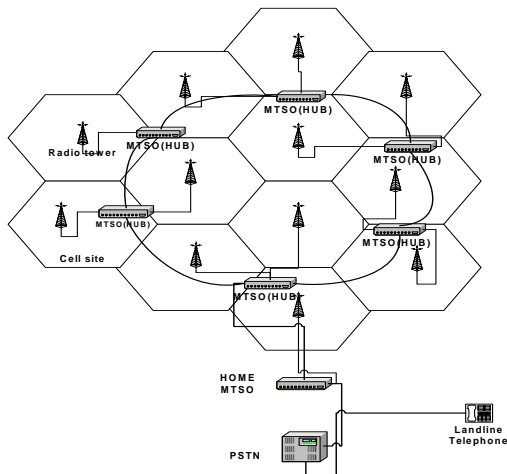 MTSO(HUB)
MTSO(HUB)
Radio tower
MTSO(HUB)
MTSO(HUB)
MTSO(HUB)
Cell site
MTSO(HUB)
HOME
MTSO
PSTN
Landline
Telephone